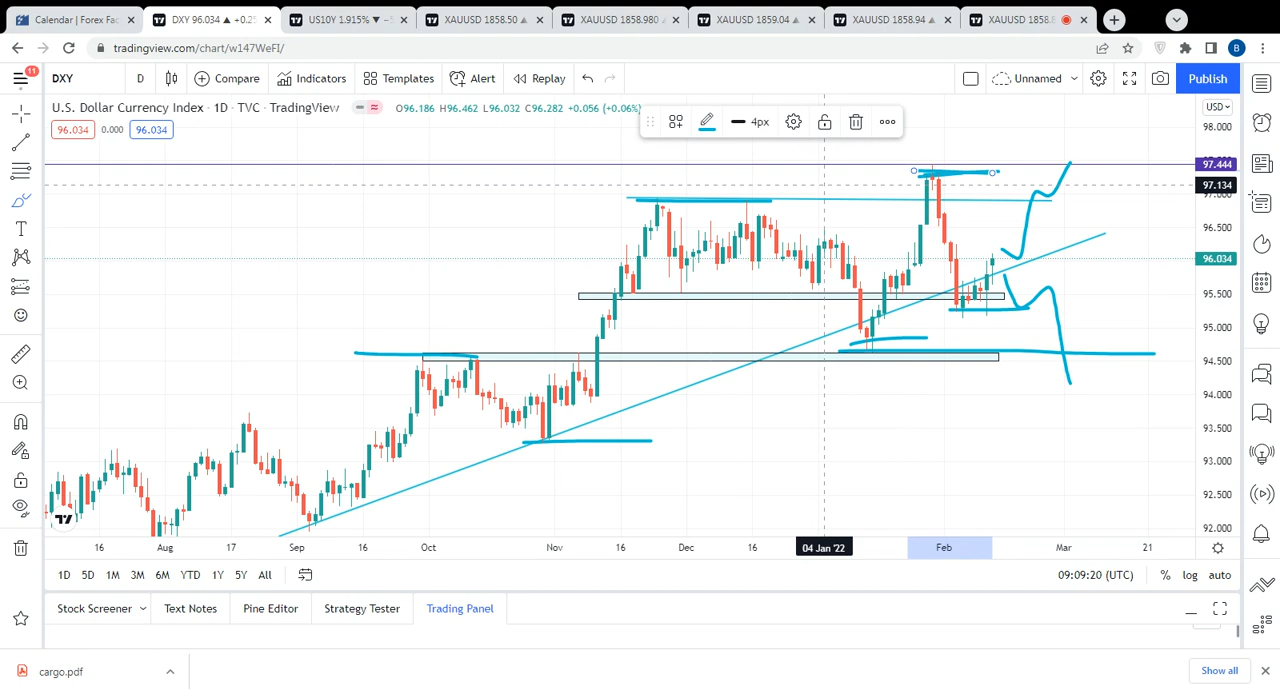 Calendar | Forex Fac
DXY 96.034 ▲ +0.25
US10Y 1.915% ▼ −
XAUUSD 1858.50 ▲
XAUUSD 1858.980
XAUUSD 1859.04 ▲
XAUUSD 1858.94 ▲
XAUUSD 1858.8
tradingview.com/chart/w147WeFI/
B
11
DXY
D
Compare
Indicators
Templates
Alert
Replay
Unnamed
Publish
U.S. Dollar Currency Index · 1D · TVC · TradingView
O96.186 H96.462 L96.032 C96.282 +0.056 (+0.06%)
96.034 0.000 96.034
4px
USD
98.000
97.444
97.134
97.000
96.500
96.034
95.500
95.000
94.500
94.000
93.500
93.000
92.500
92.000
16 Aug 17 Sep 16 Oct Nov 16 Dec 16 04 Jan '22 Feb Mar 21
1D 5D 1M 3M 6M YTD 1Y 5Y All
09:09:20 (UTC)
% log auto
Stock Screener Text Notes Pine Editor Strategy Tester Trading Panel
cargo.pdf
Show all